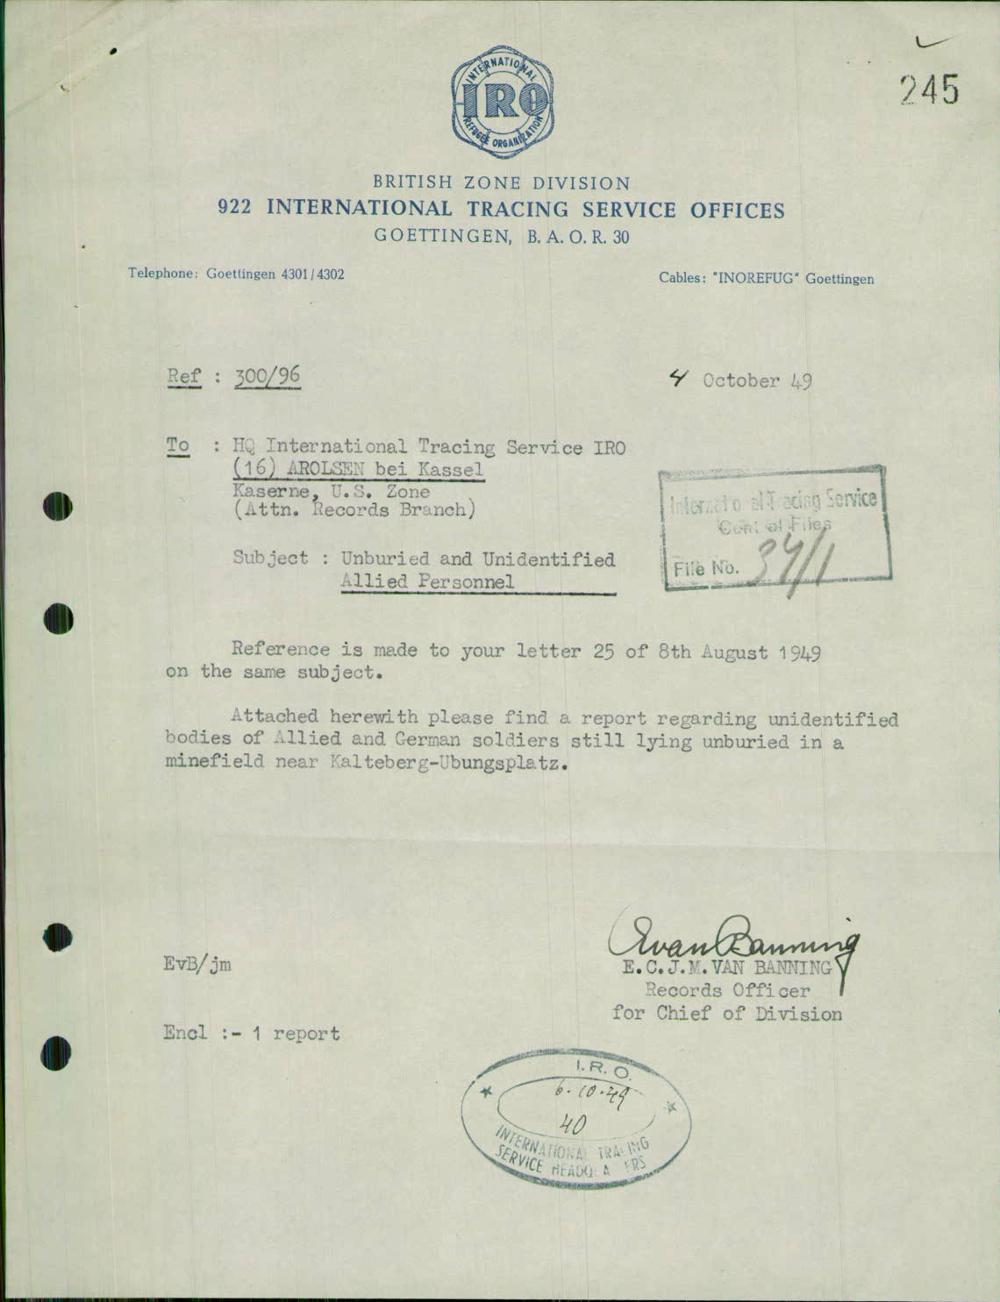 245
INTERNATIONAL
IRO
REFUGEE ORGANIZATION
BRITISH ZONE DIVISION
922 INTERNATIONAL TRACING SERVICE OFFICES
GOETTINGEN, B. A. O. R. 30
Telephone: Goettingen 4301/4302
Cables: "INOREFUG" Goettingen
Ref : 300/96
4 October 49
To : HQ International Tracing Service IRO
(16) AROLSEN bei Kassel
Kaserne, U.S. Zone
(Attn. Records Branch)
International Tracing Service
Central Files
File No. 34/1
Subject : Unburied and Unidentified
Allied Personnel
Reference is made to your letter 25 of 8th August 1949
on the same subject.
Attached herewith please find a report regarding unidentified
bodies of Allied and German soldiers still lying unburied in a
minefield near Kalteberg-Ubungsplatz.
EvanBanning
EvB/jm
E.C.J.M.VAN BANNING
Records Officer
for Chief of Division
Encl :- 1 report
I.R.O.
6.10.49
40
INTERNATIONAL TRACING
SERVICE HEADQUARTERS